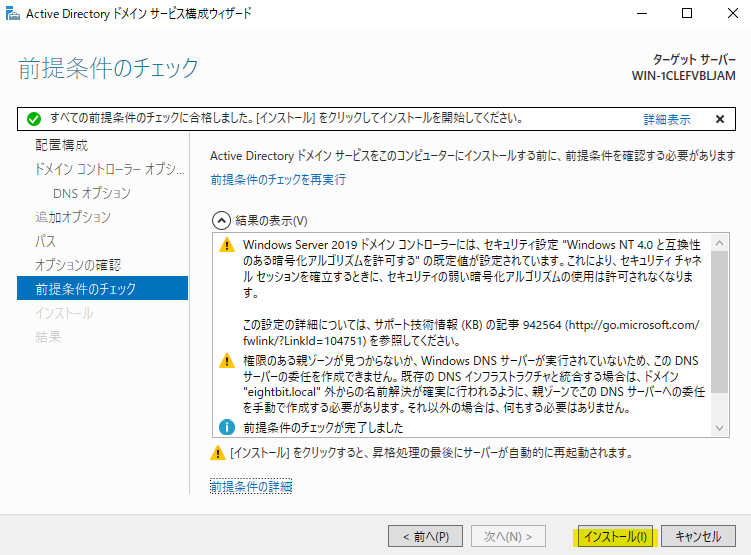 Active Directory ドメイン サービス構成ウィザード
前提条件のチェック
ターゲット サーバー
WIN-1CLEFVBLJAM
すべての前提条件のチェックに合格しました。[インストール] をクリックしてインストールを開始してください。
詳細表示
配置構成
ドメイン コントローラー オプシ...
DNS オプション
追加オプション
パス
オプションの確認
前提条件のチェック
インストール
結果
Active Directory ドメイン サービスをこのコンピューターにインストールする前に、前提条件を確認する必要があります
前提条件のチェックを再実行
結果の表示(V)
Windows Server 2019 ドメイン コントローラーには、セキュリティ設定 "Windows NT 4.0 と互換性
のある暗号化アルゴリズムを許可する" の既定値が設定されています。これにより、セキュリティ チャネ
ル セッションを確立するときに、セキュリティの弱い暗号化アルゴリズムの使用は許可されなくなりま
す。
この設定の詳細については、サポート技術情報 (KB) の記事 942564 (http://go.microsoft.com/
fwlink/?LinkId=104751) を参照してください。
権限のある親ゾーンが見つからないか、Windows DNS サーバーが実行されていないため、この DNS
サーバーの委任を作成できません。既存の DNS インフラストラクチャと統合する場合は、ドメイン
"eightbit.local" 外からの名前解決が確実に行われるように、親ゾーンでこの DNS サーバーへの委任
を手動で作成する必要があります。それ以外の場合は、何もする必要はありません。
前提条件のチェックが完了しました
[インストール] をクリックすると、昇格処理の最後にサーバーが自動的に再起動されます。
前提条件の詳細
< 前へ(P)
次へ(N) >
インストール(I)
キャンセル